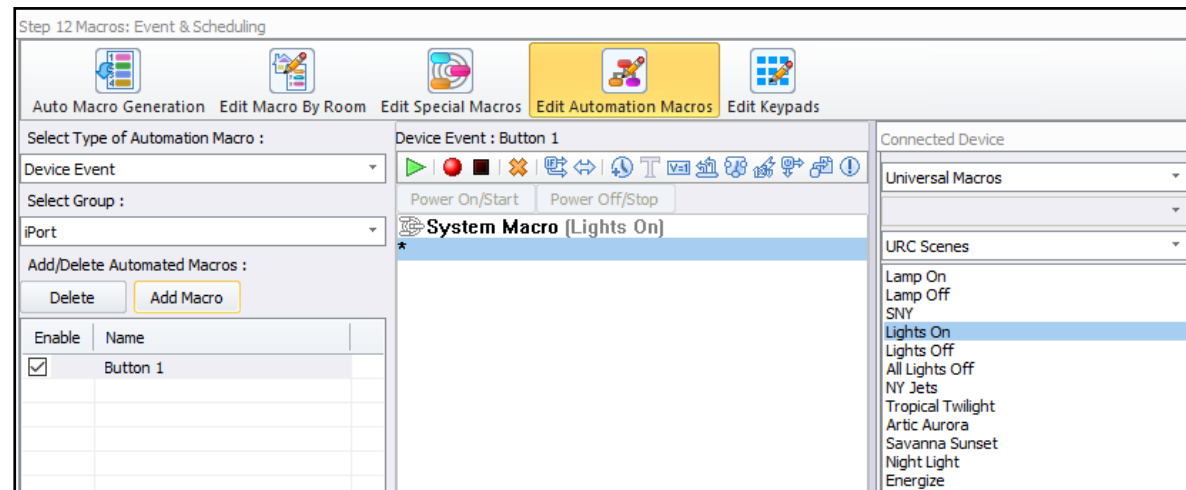 Step 12 Macros: Event & Scheduling
Auto Macro Generation
Edit Macro By Room
Edit Special Macros
Edit Automation Macros
Edit Keypads
Select Type of Automation Macro :
Device Event
Select Group :
iPort
Add/Delete Automated Macros :
Delete
Add Macro
Enable
Name
Button 1
Device Event : Button 1
Power On/Start
Power Off/Stop
System Macro (Lights On)
*
Connected Device
Universal Macros
URC Scenes
Lamp On
Lamp Off
SNY
Lights On
Lights Off
All Lights Off
NY Jets
Tropical Twilight
Artic Aurora
Savanna Sunset
Night Light
Energize